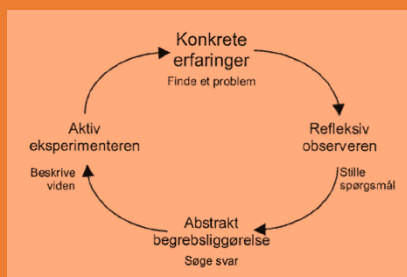 Konkrete
erfaringer
Finde et problem
Refleksiv
observeren
Stille
spørgsmål
Abstrakt
begrebsliggørelse
Søge svar
Aktiv
eksperimenteren
Beskrive
viden